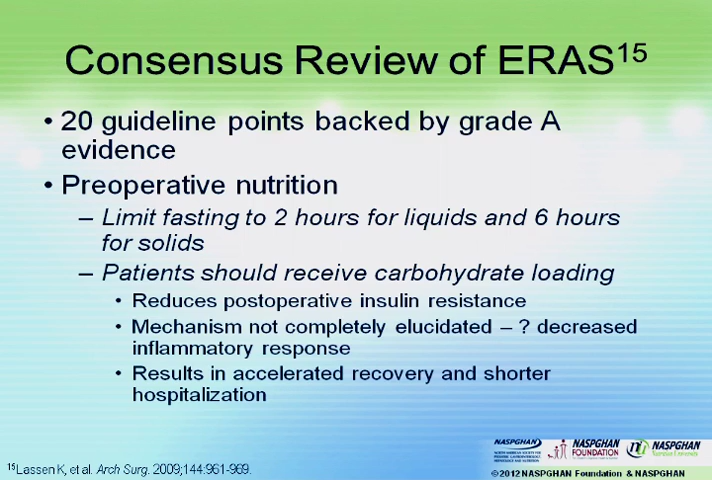 Consensus Review of ERAS15
• 20 guideline points backed by grade A
evidence
• Preoperative nutrition
– Limit fasting to 2 hours for liquids and 6 hours
for solids
– Patients should receive carbohydrate loading
• Reduces postoperative insulin resistance
• Mechanism not completely elucidated – ? decreased
inflammatory response
• Results in accelerated recovery and shorter
hospitalization
15Lassen K, et al. Arch Surg. 2009;144:961-969.
NASPGHAN
NASPGHAN
FOUNDATION
NASPGHAN
©2012 NASPGHAN Foundation & NASPGHAN